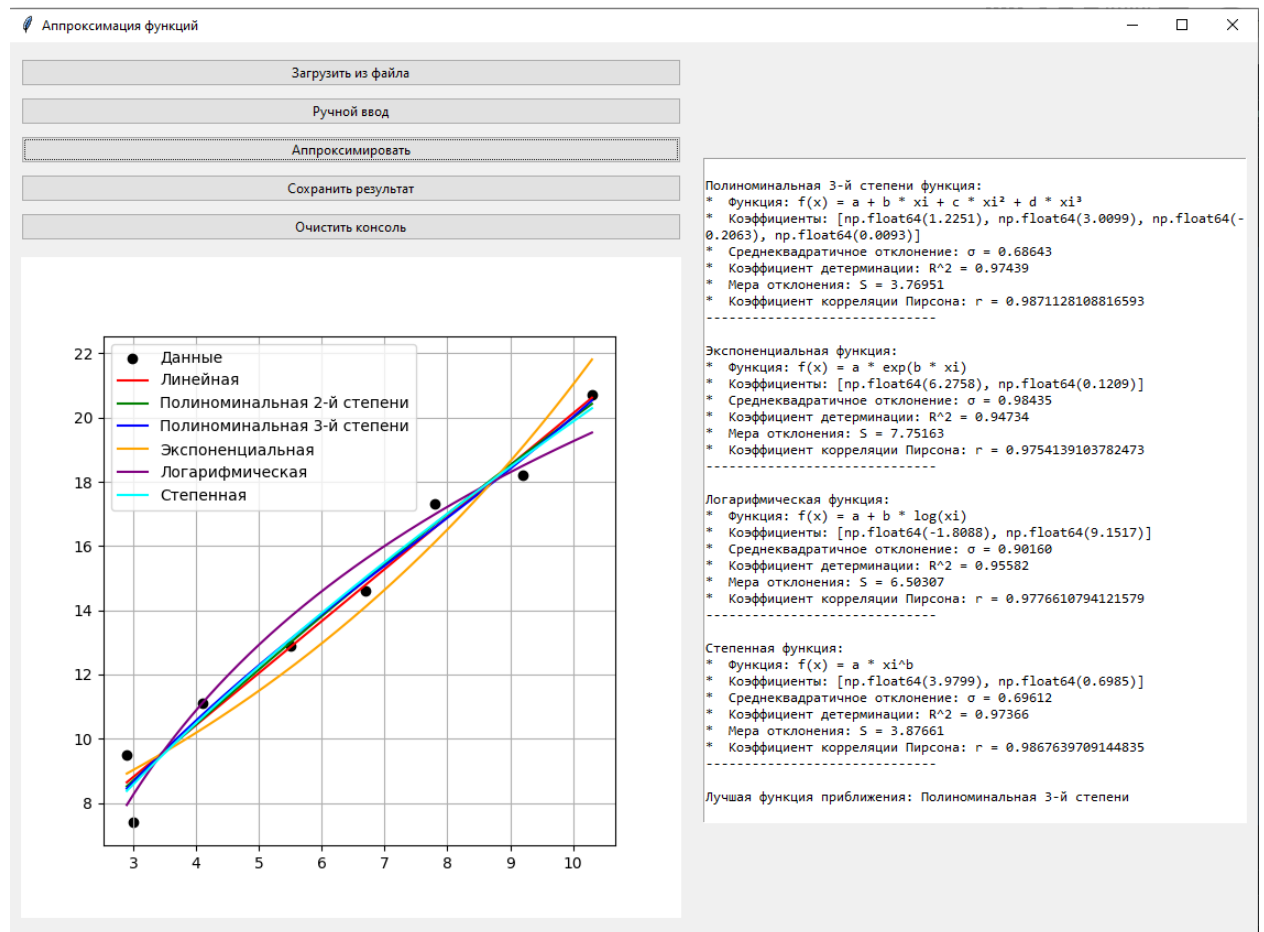 Аппроксимация функций
Загрузить из файла
Ручной ввод
Аппроксимировать
Сохранить результат
Очистить консоль
22
20
18
16
14
12
10
8
3 4 5 6 7 8 9 10
Данные
Линейная
Полиноминальная 2-й степени
Полиноминальная 3-й степени
Экспоненциальная
Логарифмическая
Степенная
Полиноминальная 3-й степени функция:
* Функция: f(x) = a + b * xi + c * xi² + d * xi³
* Коэффициенты: [np.float64(1.2251), np.float64(3.0099), np.float64(-
0.2063), np.float64(0.0093)]
* Среднеквадратичное отклонение: σ = 0.68643
* Коэффициент детерминации: R^2 = 0.97439
* Мера отклонения: S = 3.76951
* Коэффициент корреляции Пирсона: r = 0.9871128108816593
------------------------------
Экспоненциальная функция:
* Функция: f(x) = a * exp(b * xi)
* Коэффициенты: [np.float64(6.2758), np.float64(0.1209)]
* Среднеквадратичное отклонение: σ = 0.98435
* Коэффициент детерминации: R^2 = 0.94734
* Мера отклонения: S = 7.75163
* Коэффициент корреляции Пирсона: r = 0.9754139103782473
------------------------------
Логарифмическая функция:
* Функция: f(x) = a + b * log(xi)
* Коэффициенты: [np.float64(-1.8088), np.float64(9.1517)]
* Среднеквадратичное отклонение: σ = 0.90160
* Коэффициент детерминации: R^2 = 0.95582
* Мера отклонения: S = 6.50307
* Коэффициент корреляции Пирсона: r = 0.9776610794121579
------------------------------
Степенная функция:
* Функция: f(x) = a * xi^b
* Коэффициенты: [np.float64(3.9799), np.float64(0.6985)]
* Среднеквадратичное отклонение: σ = 0.69612
* Коэффициент детерминации: R^2 = 0.97366
* Мера отклонения: S = 3.87661
* Коэффициент корреляции Пирсона: r = 0.9867639709144835
------------------------------
Лучшая функция приближения: Полиноминальная 3-й степени